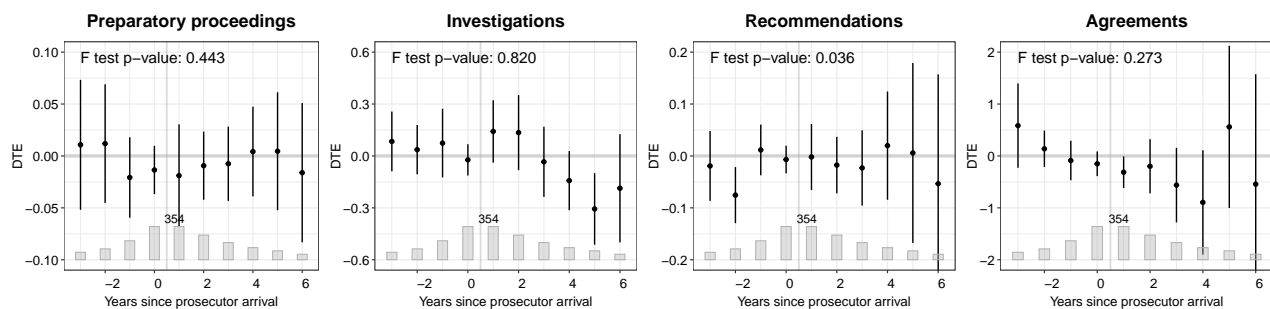 Preparatory proceedings
F test p−value: 0.443
0.10
0.05
0.00
−0.05
−0.10
DTE
354
−2 0 2 4 6
Years since prosecutor arrival
Investigations
F test p−value: 0.820
0.6
0.3
0.0
−0.3
−0.6
DTE
354
−2 0 2 4 6
Years since prosecutor arrival
Recommendations
F test p−value: 0.036
0.2
0.1
0.0
−0.1
−0.2
DTE
354
−2 0 2 4 6
Years since prosecutor arrival
Agreements
F test p−value: 0.273
2
1
0
−1
−2
DTE
354
−2 0 2 4 6
Years since prosecutor arrival